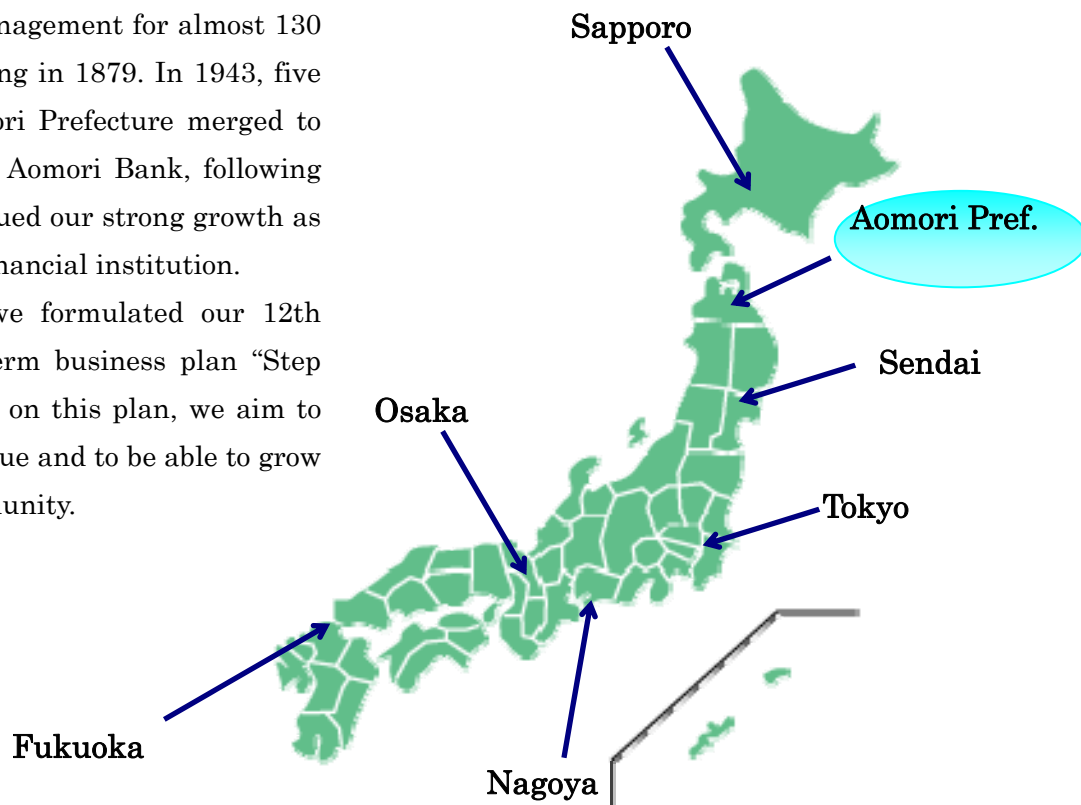 nagement for almost 130
ng in 1879. In 1943, five
ori Prefecture merged to
Aomori Bank, following
ued our strong growth as
nancial institution.
we formulated our 12th
erm business plan “Step
on this plan, we aim to
ue and to be able to grow
unity.
Sapporo
Aomori Pref.
Sendai
Osaka
Tokyo
Fukuoka
Nagoya